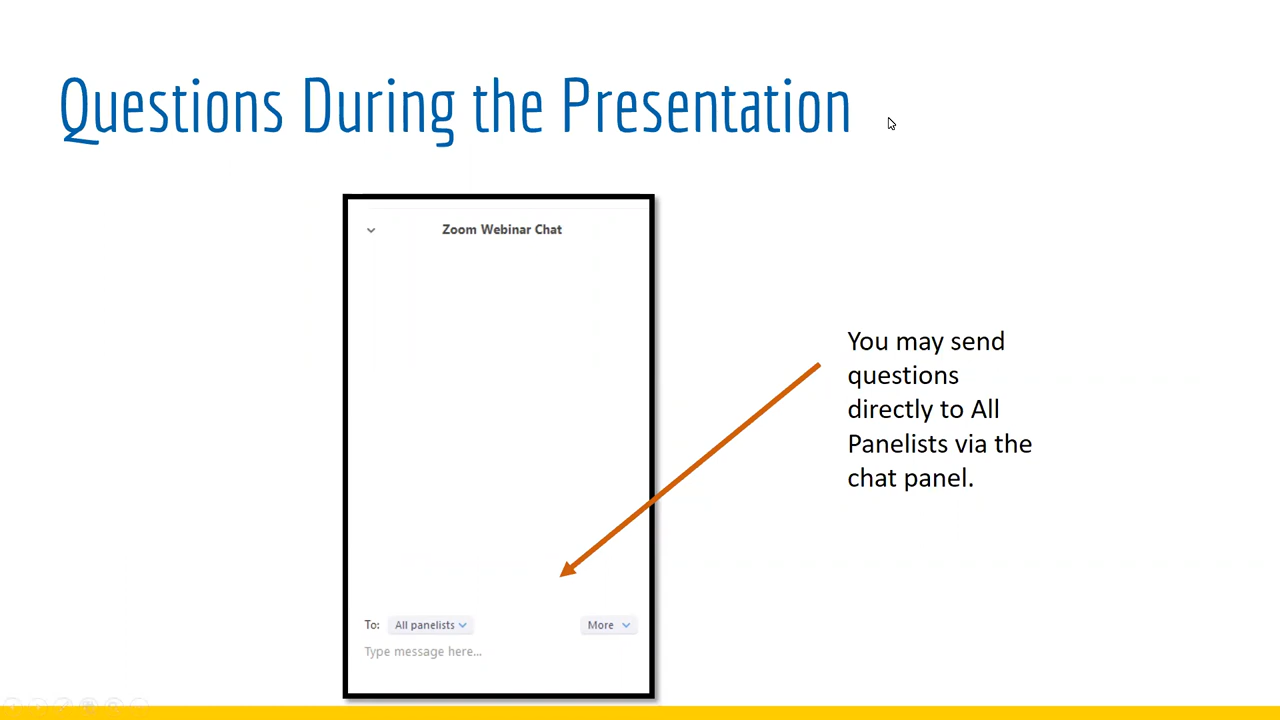 Questions During the Presentation
Zoom Webinar Chat
You may send
questions
directly to All
Panelists via the
chat panel.
To: All panelists More
Type message here...